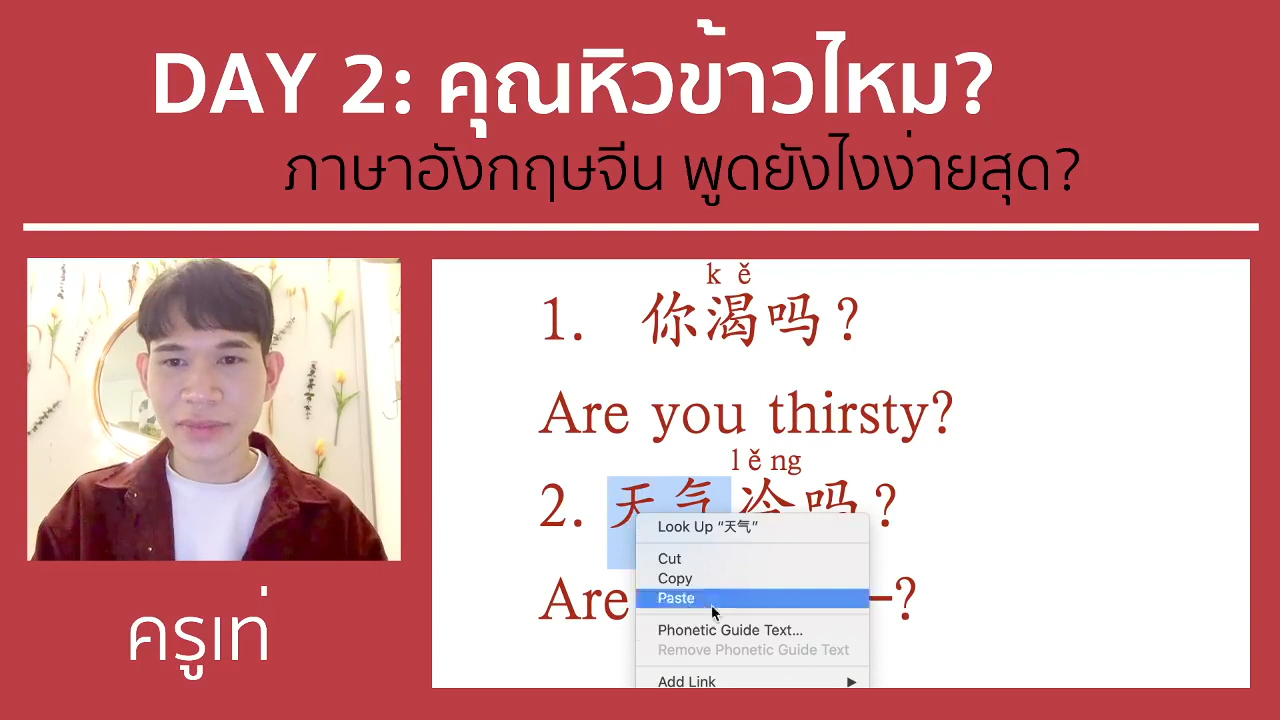 DAY 2: คุณหิวข้าวไหม?
ภาษาอังกฤษจีน พูดยังไงง่ายสุด?
kě
1. 你渴吗？
Are you thirsty?
lěng
2. 天气冷吗？
Look Up “天气”
Cut
Copy
Paste
Are –?
Phonetic Guide Text...
Remove Phonetic Guide Text
Add Link
ครูเท่